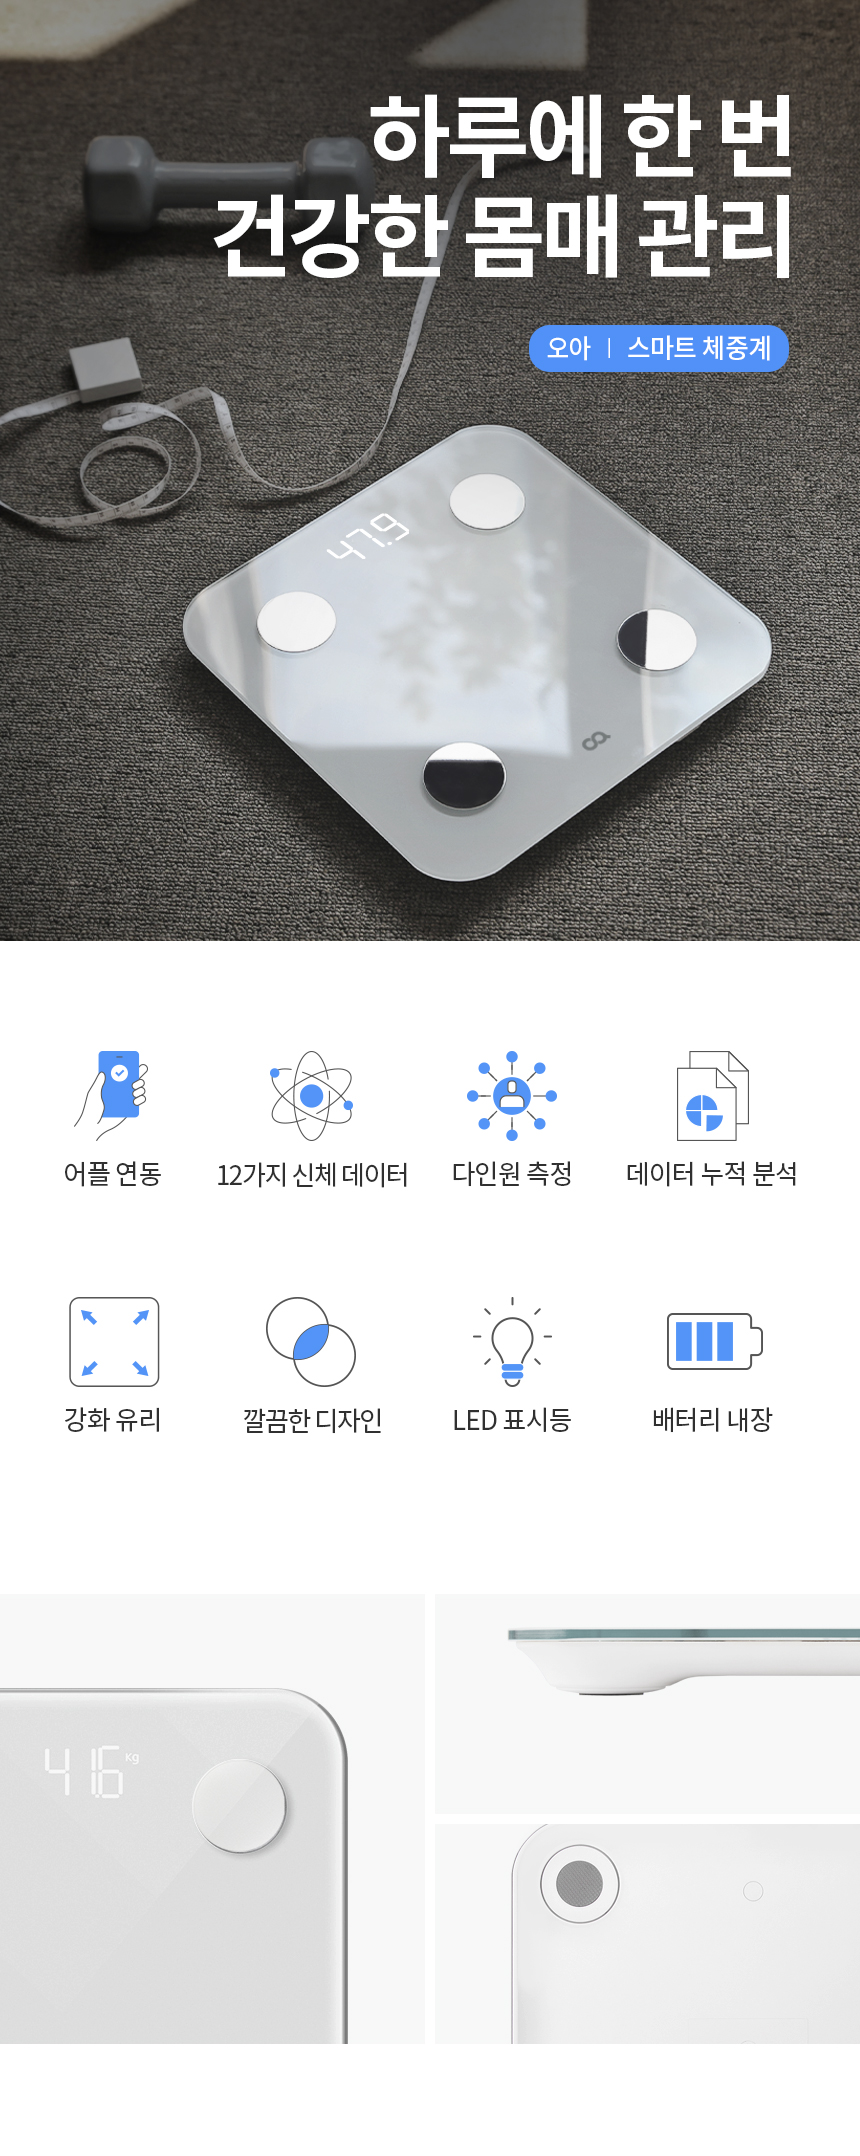 하루에 한 번
건강한 몸매 관리
오아 | 스마트 체중계
47.9
어플 연동
12가지 신체 데이터
다인원 측정
데이터 누적 분석
강화 유리
깔끔한 디자인
LED 표시등
배터리 내장
41.6 Kg